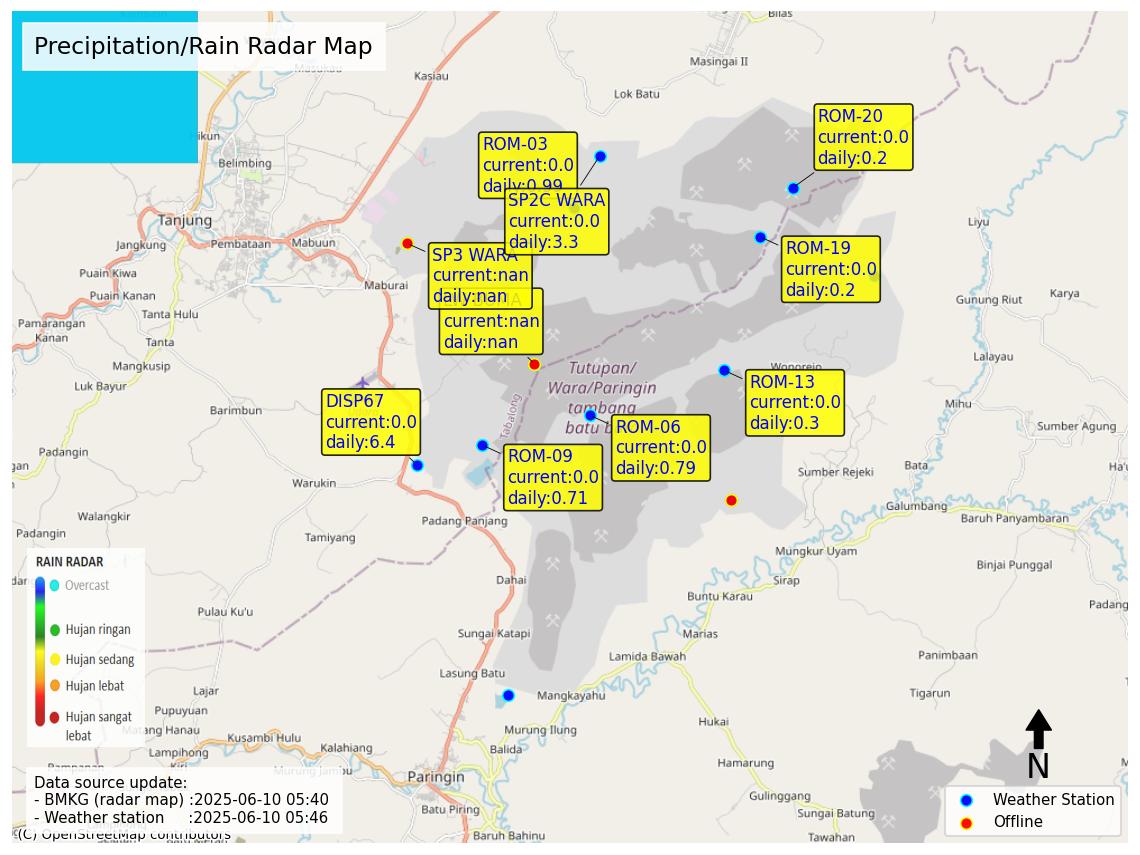 Precipitation/Rain Radar Map
Bilas
Masingai II
Kasiau
Lok Batu
Hikun
Belimbing
Tanjung
Jangkung
Pembataan
Mabuun
Maburai
Puain Kiwa
Puain Kanan
Tanta Hulu
Pamarangan
Kanan
Tanta
Mangkusip
Luk Bayur
Barimbun
Padangin
Warukin
Walangkir
Padangin
Tamiyang
Padang Panjang
Dahai
Pulau Ku'u
Sungai Katapi
Lasung Batu
Lajar
Pupuyuan
Matang Hanau
Lampihong
Kusambi Hulu
Kalahiang
Murung Jambu
Paringin
Balida
Batu Piring
Baruh Bahinu
Murung Ilung
Mangkayahu
Lamida Bawah
Marias
Buntu Karau
Sirap
Mungkur Uyam
Hukai
Hamarung
Gulinggang
Sungai Batung
Tawahan
Tigarun
Panimbaan
Binjai Punggal
Baruh Panyambaran
Galumbang
Bata
Sumber Rejeki
Sumber Agung
Mihu
Lalayau
Gunung Riut
Karya
Liyu
Wonorejo
Tabalong
Tutupan/
Wara/Paringin
tambang
batu
ROM-03
current:0.0
daily:0.99
SP2C WARA
current:0.0
daily:3.3
SP3 WARA
current:nan
daily:nan
current:nan
daily:nan
ROM-20
current:0.0
daily:0.2
ROM-19
current:0.0
daily:0.2
ROM-13
current:0.0
daily:0.3
ROM-06
current:0.0
daily:0.79
ROM-09
current:0.0
daily:0.71
DISP67
current:0.0
daily:6.4
RAIN RADAR
Overcast
Hujan ringan
Hujan sedang
Hujan lebat
Hujan sangat
lebat
Data source update:
- BMKG (radar map) :2025-06-10 05:40
- Weather station :2025-06-10 05:46
(C) OpenStreetMap contributors
N
Weather Station
Offline